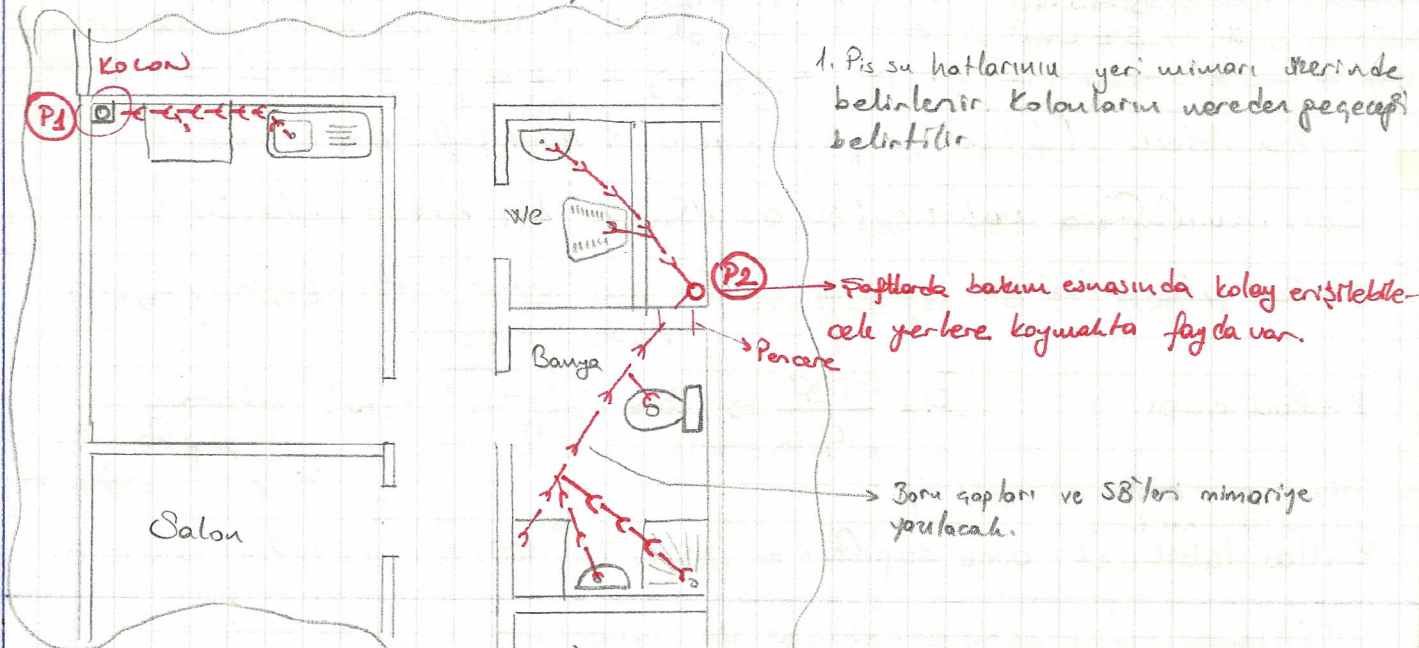 KOLON
P1
1. Pis su hatlarının yeri mimari üzerinde
belirlenir. Kolonların nereden geçeceği
belirtilir
We
P2
Şaftlarda bakım esnasında kolay erişilebile-
cek yerlere koymakta fayda var.
Pencere
Banyo
Boru çapları ve SB'leri mimariye
yazılacak.
Salon